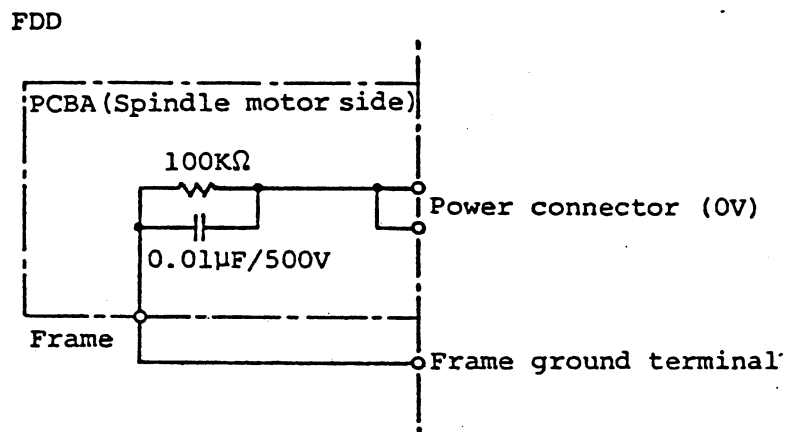 FDD
PCBA(Spindle motor side)
100KΩ
Power connector (0V)
0.01µF/500V
Frame
Frame ground terminal